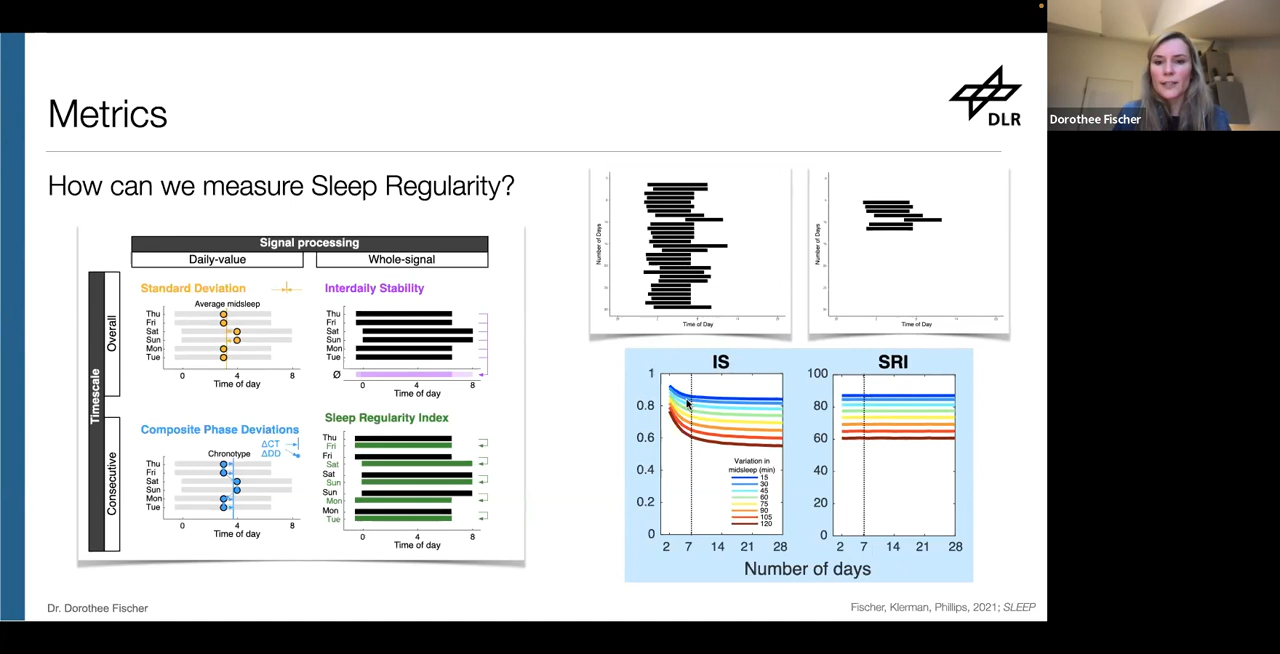 Metrics
DLR
Dorothee Fischer
How can we measure Sleep Regularity?
Signal processing
Daily-value
Whole-signal
Timescale
Overall
Consecutive
Standard Deviation
Average midsleep
Thu
Fri
Sat
Sun
Mon
Tue
0 4 8
Time of day
Interdaily Stability
Thu
Fri
Sat
Sun
Mon
Tue
Ø
0 4 8
Time of day
Composite Phase Deviations
ΔCT
ΔDD
Chronotype
Thu
Fri
Sat
Sun
Mon
Tue
0 4 8
Time of day
Sleep Regularity Index
Thu
Fri
Fri
Sat
Sat
Sun
Sun
Mon
Mon
Tue
0 4 8
Time of day
Number of Days
Time of Day
Number of Days
Time of Day
IS
1
0.8
0.6
0.4
0.2
0
2 7 14 21 28
Variation in
midsleep (min)
15
30
45
60
75
90
105
120
SRI
100
80
60
40
20
0
2 7 14 21 28
Number of days
Dr. Dorothee Fischer
Fischer, Klerman, Phillips, 2021; SLEEP